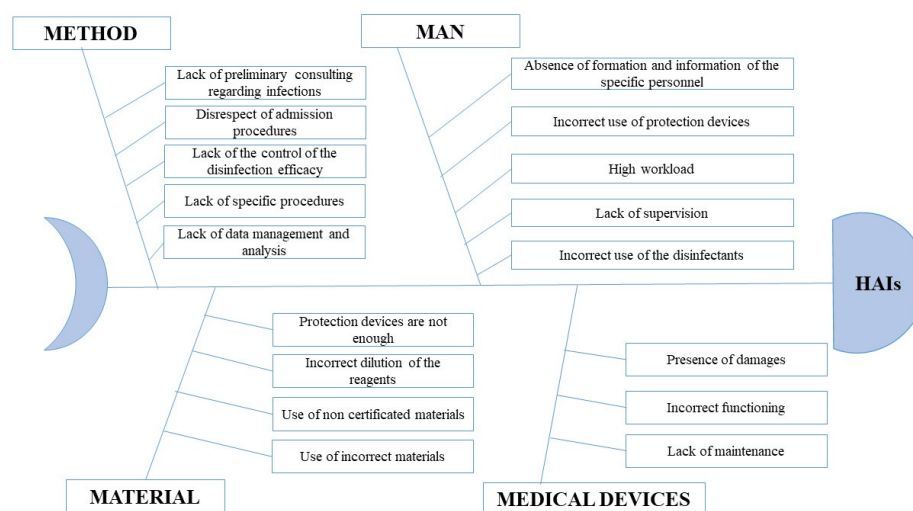 METHOD
Lack of preliminary consulting
regarding infections
Disrespect of admission
procedures
Lack of the control of the
disinfection efficacy
Lack of specific procedures
Lack of data management and
analysis
MAN
Absence of formation and information of the
specific personnel
Incorrect use of protection devices
High workload
Lack of supervision
Incorrect use of the disinfectants
HAIs
Protection devices are not
enough
Incorrect dilution of the
reagents
Use of non certificated materials
Use of incorrect materials
MATERIAL
Presence of damages
Incorrect functioning
Lack of maintenance
MEDICAL DEVICES